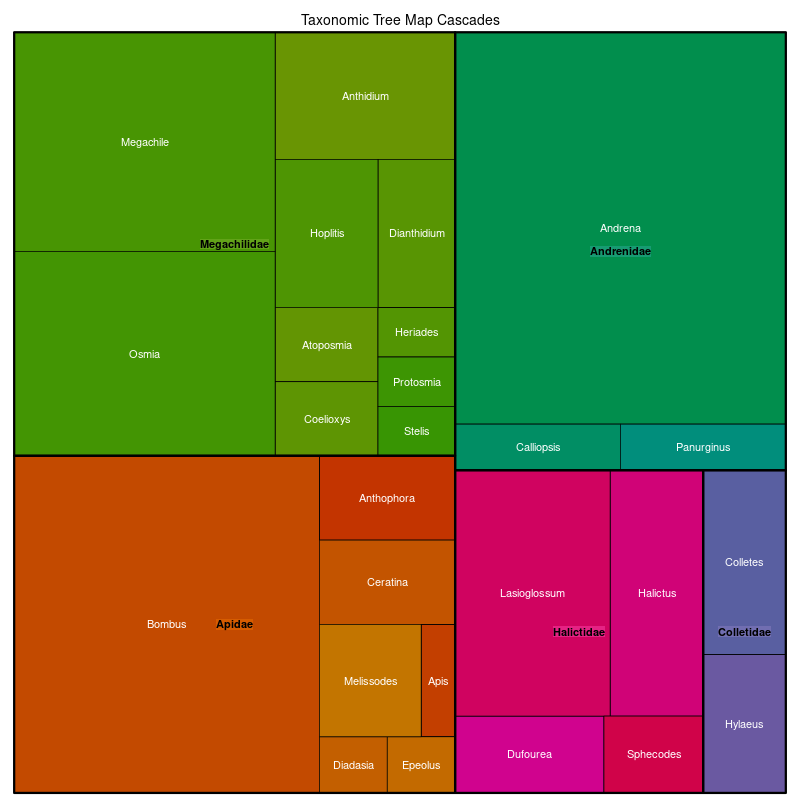 Taxonomic Tree Map Cascades
Megachile
Anthidium
Hoplitis
Dianthidium
Megachilidae
Osmia
Atoposmia
Heriades
Protosmia
Coelioxys
Stelis
Andrena
Andrenidae
Calliopsis
Panurginus
Bombus
Apidae
Anthophora
Ceratina
Melissodes
Apis
Diadasia
Epeolus
Lasioglossum
Halictus
Halictidae
Dufourea
Sphecodes
Colletes
Colletidae
Hylaeus